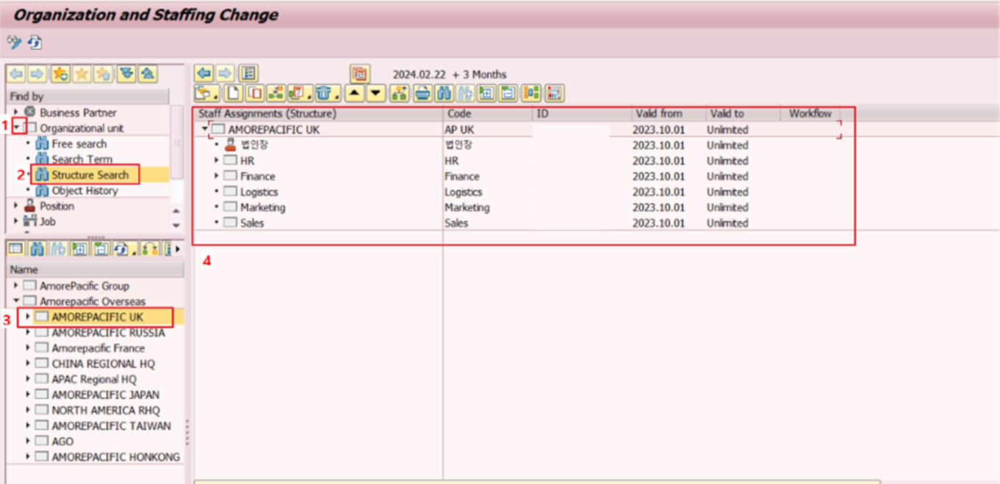 Organization and Staffing Change
2024.02.22 + 3 Months
Find by
Business Partner
1
Organizational unit
Free search
Search Term
2
Structure Search
Object History
Position
Job
Name
AmorePacific Group
Amorepacific Overseas
3
AMOREPACIFIC UK
AMOREPACIFIC RUSSIA
Amorepacific France
CHINA REGIONAL HQ
APAC Regional HQ
AMOREPACIFIC JAPAN
NORTH AMERICA RHQ
AMOREPACIFIC TAIWAN
AGO
AMOREPACIFIC HONKONG
Staff Assignments (Structure) Code ID Valid from Valid to Workflow
AMOREPACIFIC UK AP UK 2023.10.01 Unlimited
법인장 법인장 2023.10.01 Unlimited
HR HR 2023.10.01 Unlimited
Finance Finance 2023.10.01 Unlimited
Logistics Logistics 2023.10.01 Unlimited
Marketing Marketing 2023.10.01 Unlimited
Sales Sales 2023.10.01 Unlimited
4